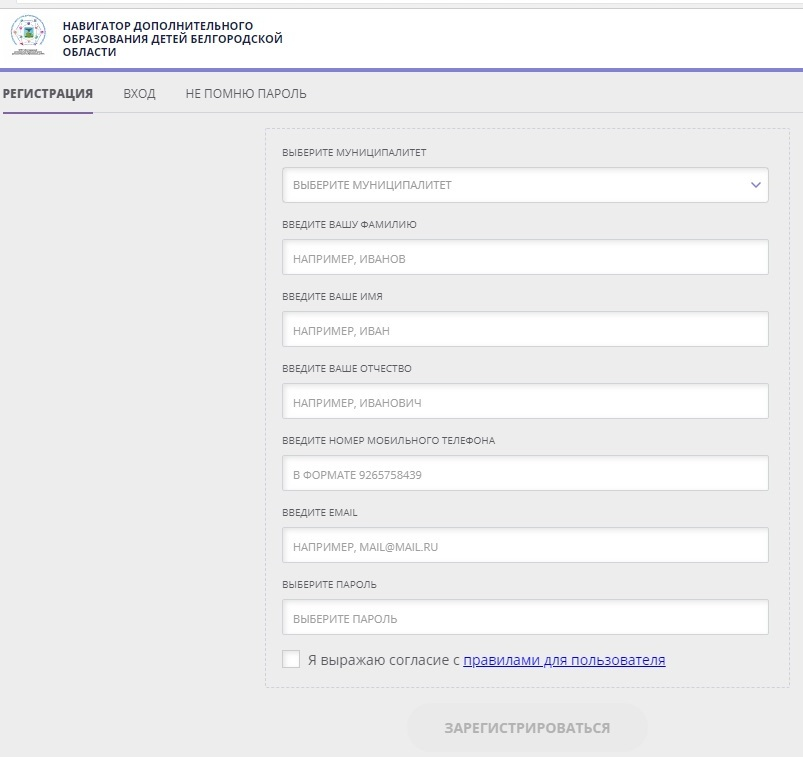 НАВИГАТОР ДОПОЛНИТЕЛЬНОГО
ОБРАЗОВАНИЯ ДЕТЕЙ БЕЛГОРОДСКОЙ
ОБЛАСТИ
РЕГИСТРАЦИЯ ВХОД НЕ ПОМНЮ ПАРОЛЬ
ВЫБЕРИТЕ МУНИЦИПАЛИТЕТ
ВЫБЕРИТЕ МУНИЦИПАЛИТЕТ
ВВЕДИТЕ ВАШУ ФАМИЛИЮ
НАПРИМЕР, ИВАНОВ
ВВЕДИТЕ ВАШЕ ИМЯ
НАПРИМЕР, ИВАН
ВВЕДИТЕ ВАШЕ ОТЧЕСТВО
НАПРИМЕР, ИВАНОВИЧ
ВВЕДИТЕ НОМЕР МОБИЛЬНОГО ТЕЛЕФОНА
В ФОРМАТЕ 9265758439
ВВЕДИТЕ EMAIL
НАПРИМЕР, MAIL@MAIL.RU
ВЫБЕРИТЕ ПАРОЛЬ
ВЫБЕРИТЕ ПАРОЛЬ
Я выражаю согласие с правилами для пользователя
ЗАРЕГИСТРИРОВАТЬСЯ